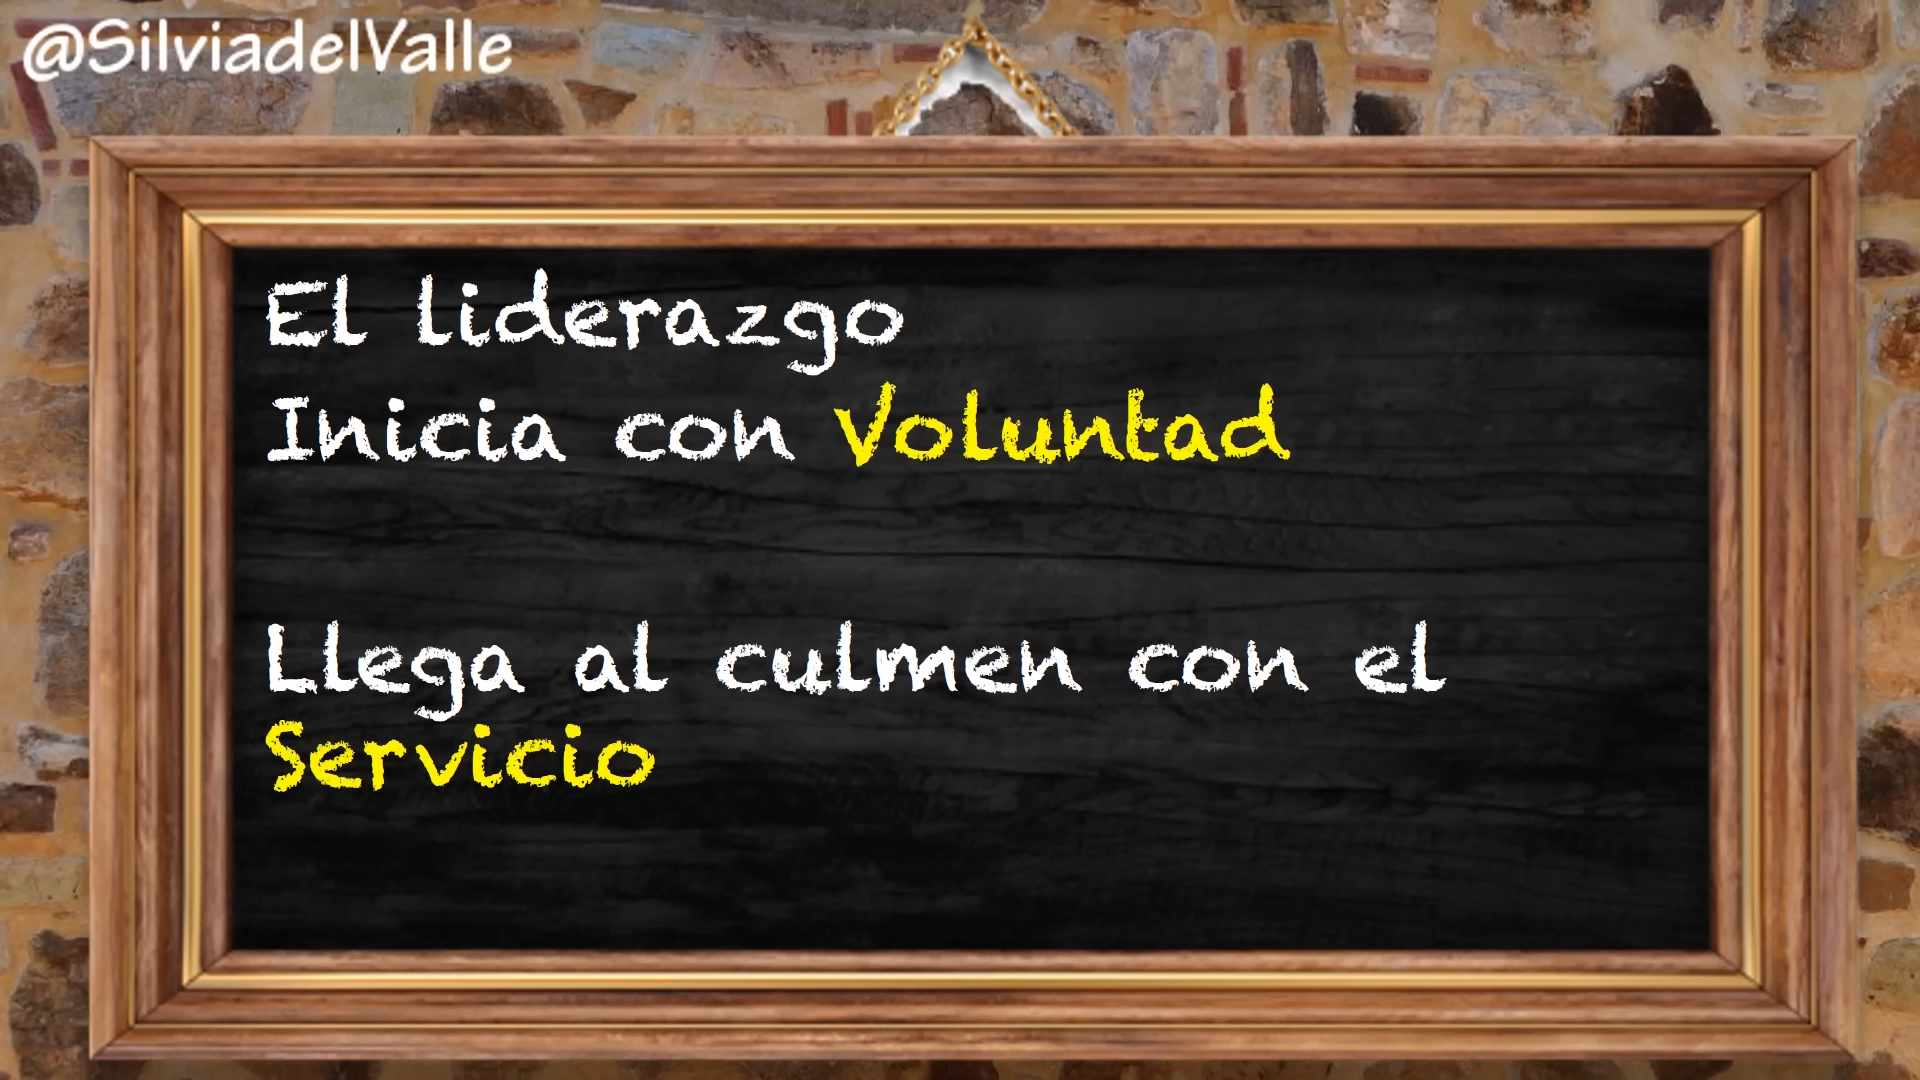 @SilviadelValle
El liderazgo
Inicia con Voluntad
Llega al culmen con el
Servicio